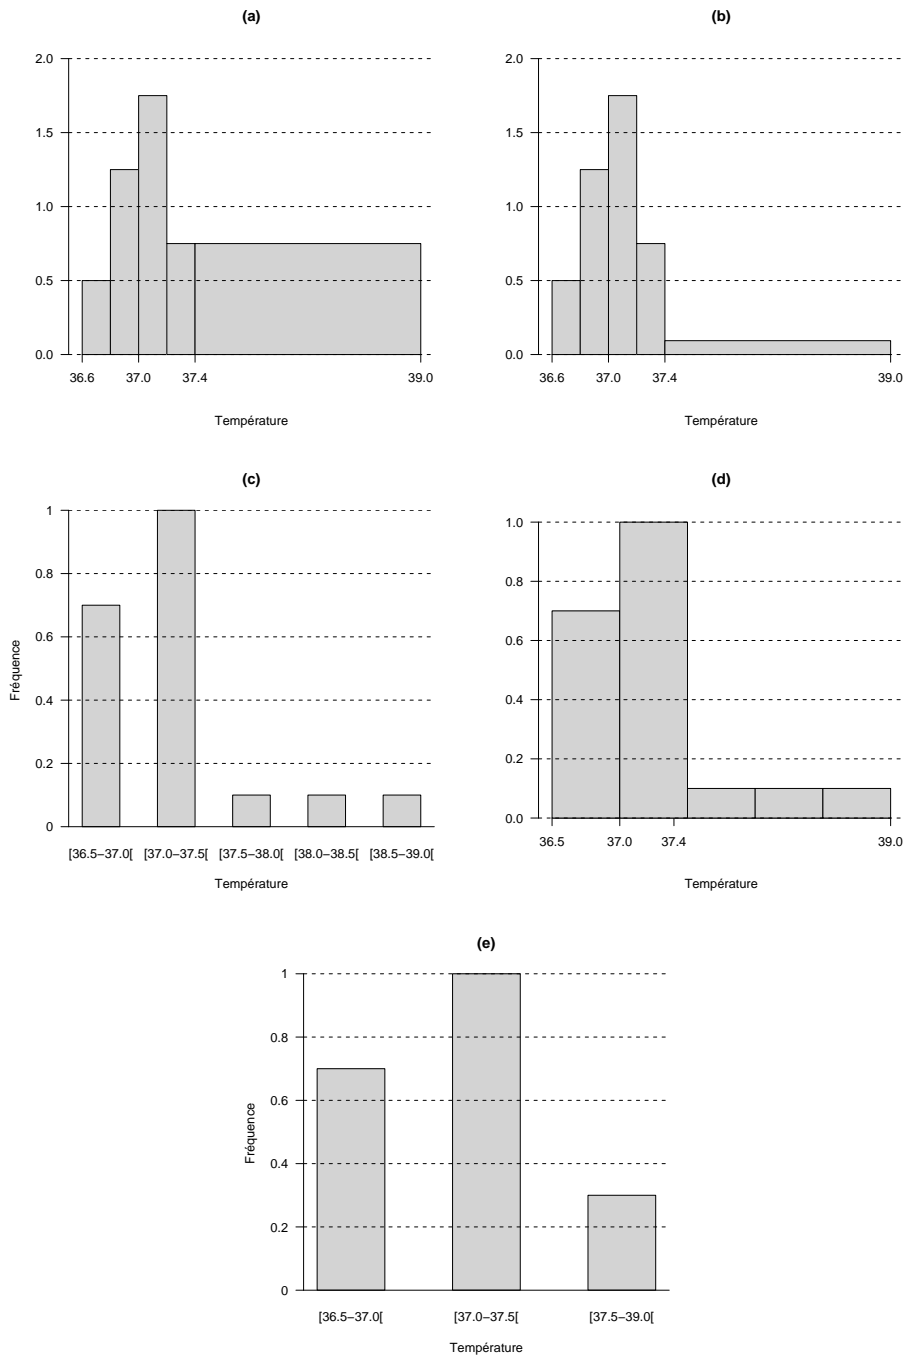 (a)
2.0
1.5
1.0
0.5
0.0
36.6 37.0 37.4 39.0
Température
(b)
2.0
1.5
1.0
0.5
0.0
36.6 37.0 37.4 39.0
Température
(c)
Fréquence
1
0.8
0.6
0.4
0.2
0
[36.5–37.0[ [37.0–37.5[ [37.5–38.0[ [38.0–38.5[ [38.5–39.0[
Température
(d)
1.0
0.8
0.6
0.4
0.2
0.0
36.5 37.0 37.4 39.0
Température
(e)
Fréquence
1
0.8
0.6
0.4
0.2
0
[36.5–37.0[ [37.0–37.5[ [37.5–39.0[
Température